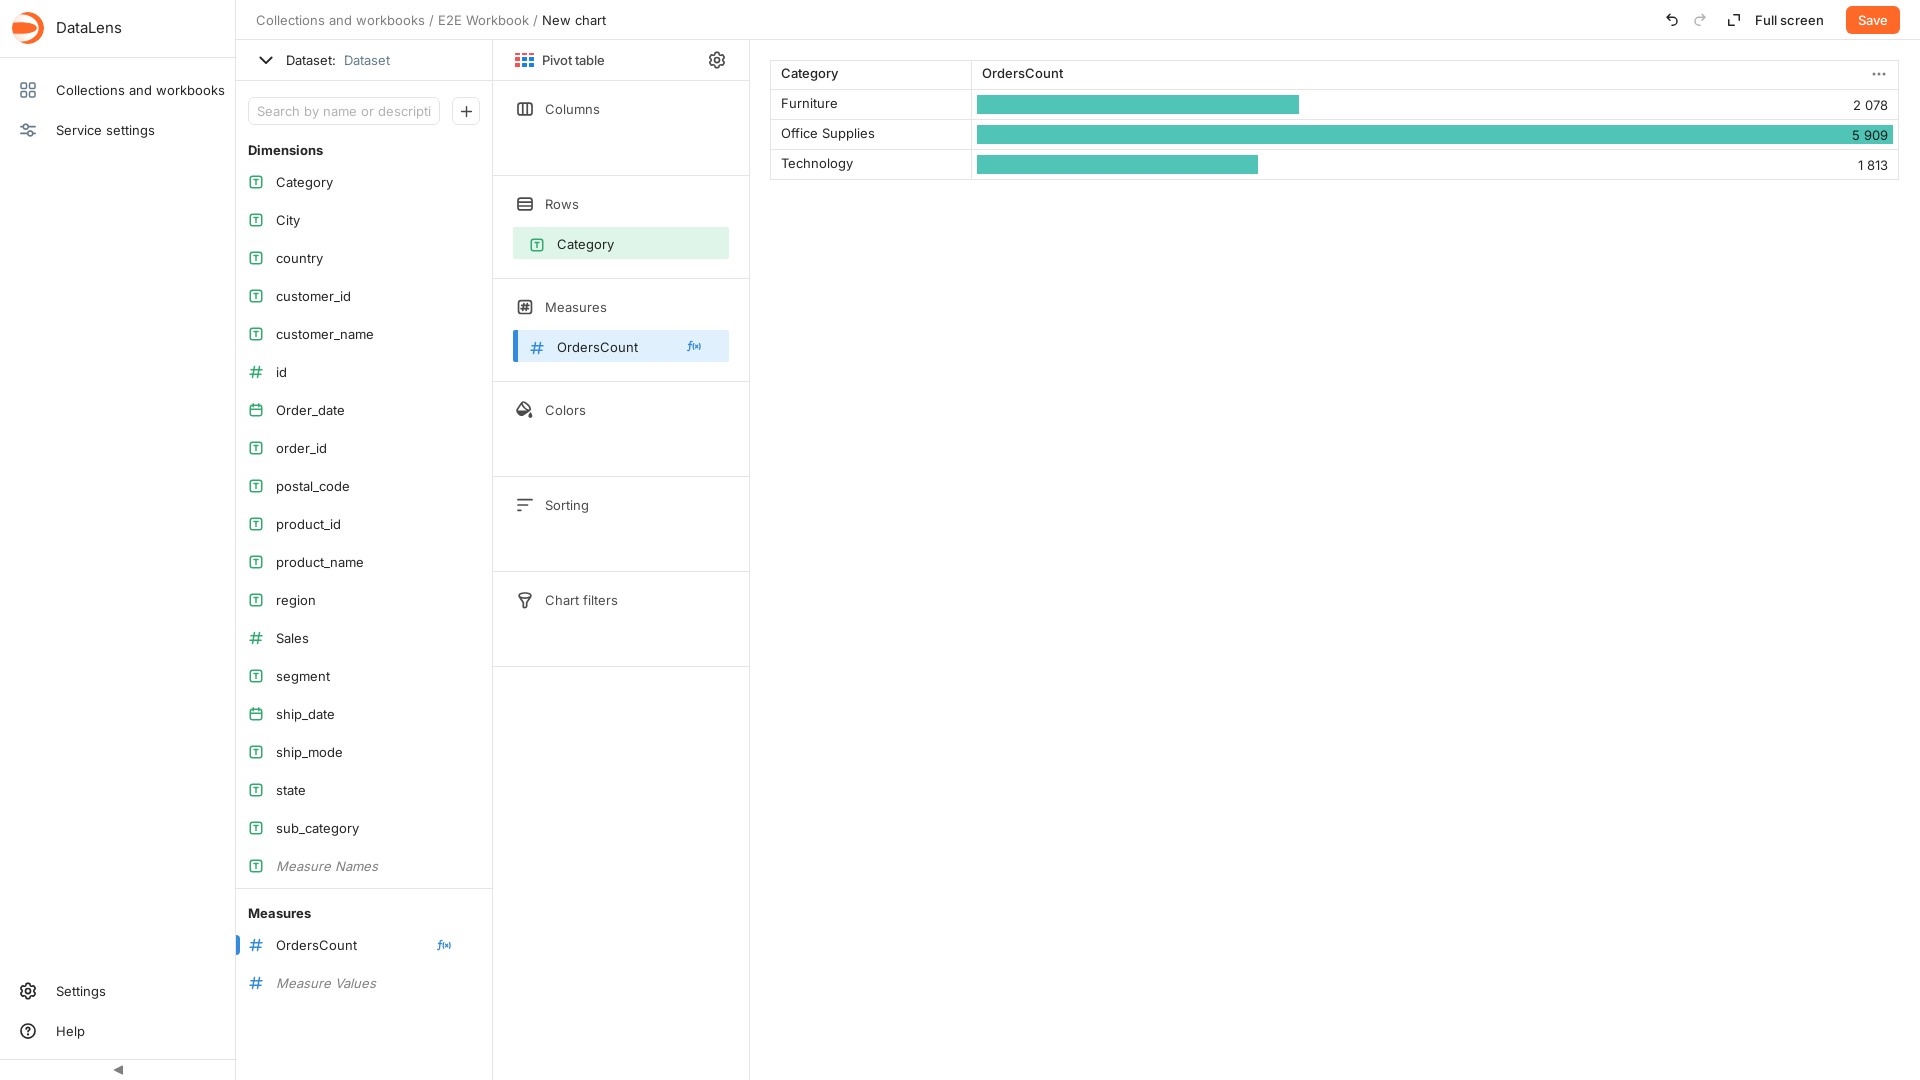 DataLens
Collections and workbooks
Service settings
Settings
Help
Collections and workbooks / E2E Workbook / New chart
Full screen
Save
Dataset: Dataset
Search by name or descripti
Dimensions
Category
City
country
customer_id
customer_name
id
Order_date
order_id
postal_code
product_id
product_name
region
Sales
segment
ship_date
ship_mode
state
sub_category
Measure Names
Measures
OrdersCount
Measure Values
Pivot table
Columns
Rows
Category
Measures
OrdersCount
Colors
Sorting
Chart filters
Category OrdersCount
Furniture 2 078
Office Supplies 5 909
Technology 1 813